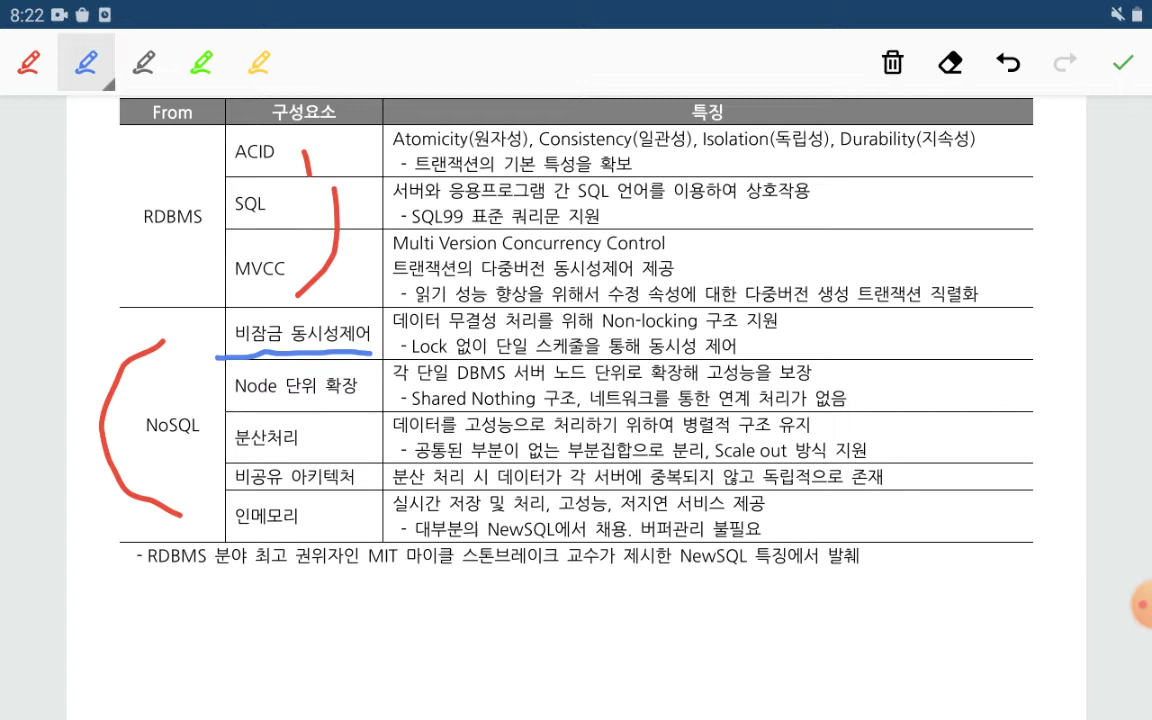 8:22
From 구성요소 특징
RDBMS
ACID
Atomicity(원자성), Consistency(일관성), Isolation(독립성), Durability(지속성)
- 트랜잭션의 기본 특성을 확보
SQL
서버와 응용프로그램 간 SQL 언어를 이용하여 상호작용
- SQL99 표준 쿼리문 지원
MVCC
Multi Version Concurrency Control
트랜잭션의 다중버전 동시성제어 제공
- 읽기 성능 향상을 위해서 수정 속성에 대한 다중버전 생성 트랜잭션 직렬화
NoSQL
비잠금 동시성제어
데이터 무결성 처리를 위해 Non-locking 구조 지원
- Lock 없이 단일 스케줄을 통해 동시성 제어
Node 단위 확장
각 단일 DBMS 서버 노드 단위로 확장해 고성능을 보장
- Shared Nothing 구조, 네트워크를 통한 연계 처리가 없음
분산처리
데이터를 고성능으로 처리하기 위하여 병렬적 구조 유지
- 공통된 부분이 없는 부분집합으로 분리, Scale out 방식 지원
비공유 아키텍처
분산 처리 시 데이터가 각 서버에 중복되지 않고 독립적으로 존재
인메모리
실시간 저장 및 처리, 고성능, 저지연 서비스 제공
- 대부분의 NewSQL에서 채용. 버퍼관리 불필요
- RDBMS 분야 최고 권위자인 MIT 마이클 스톤브레이크 교수가 제시한 NewSQL 특징에서 발췌